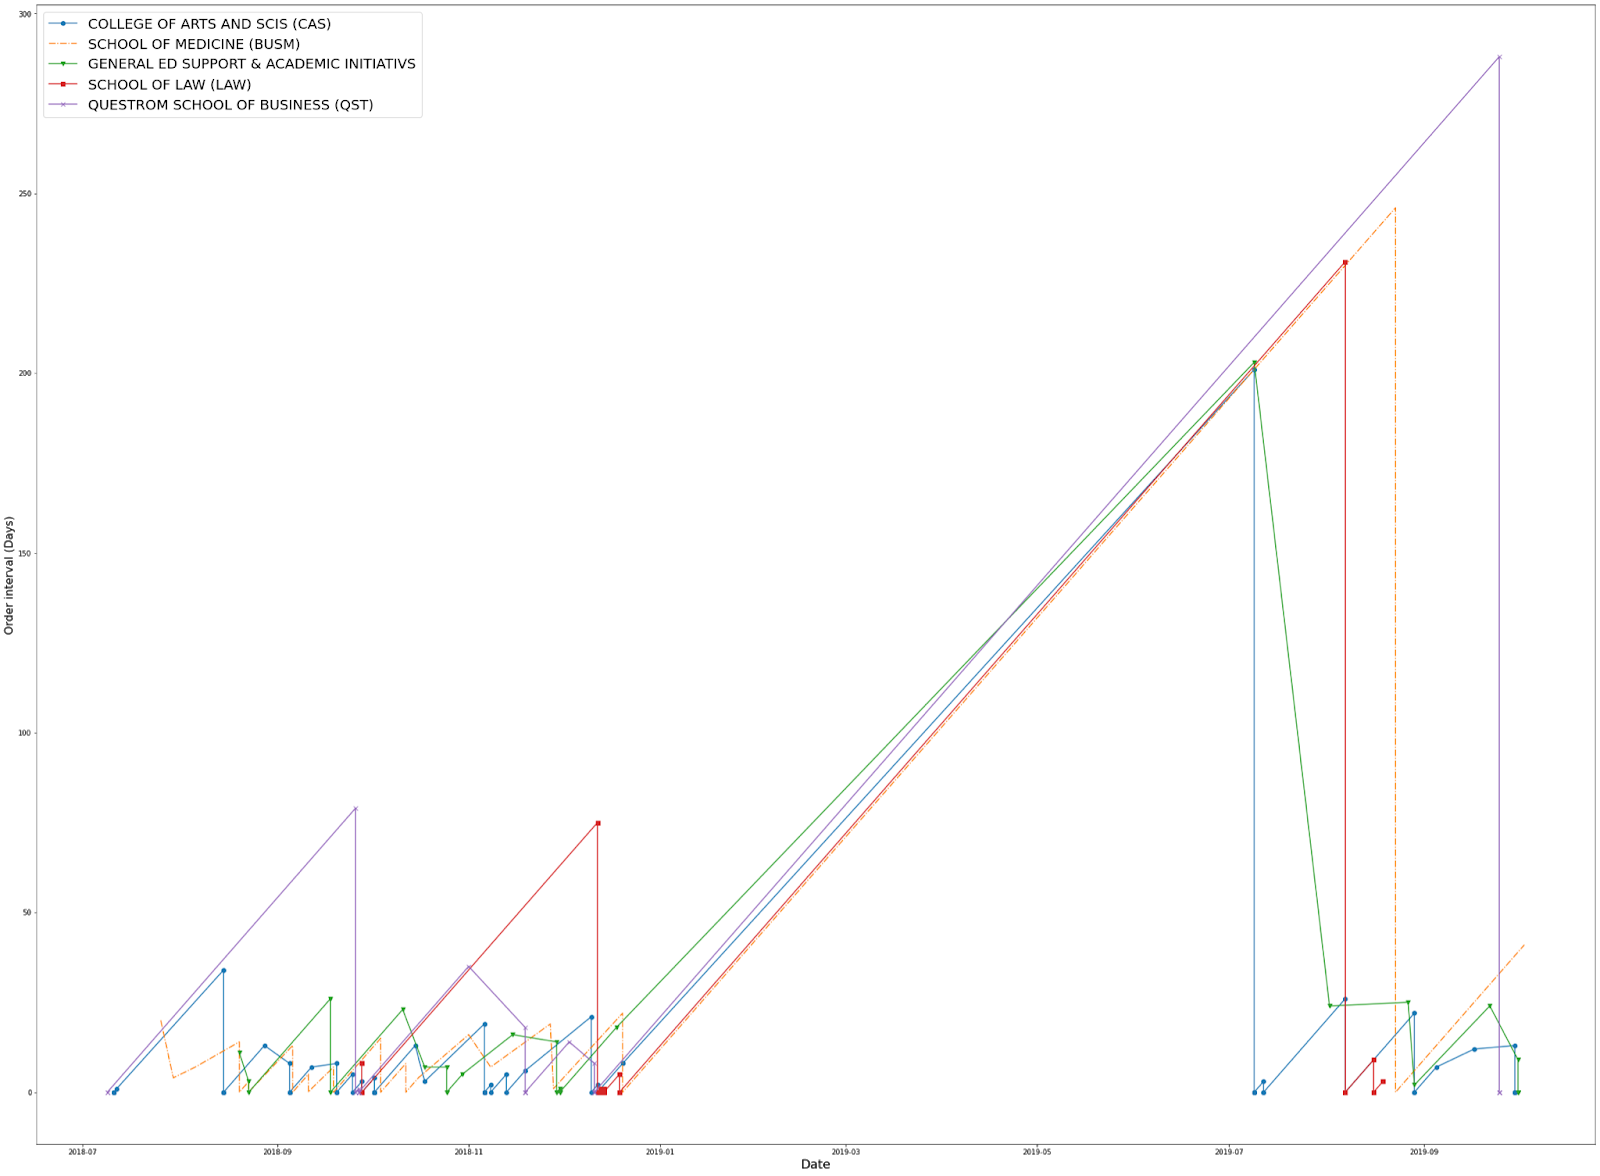 COLLEGE OF ARTS AND SCIS (CAS)
SCHOOL OF MEDICINE (BUSM)
GENERAL ED SUPPORT & ACADEMIC INITIATIVS
SCHOOL OF LAW (LAW)
QUESTROM SCHOOL OF BUSINESS (QST)
300
250
200
150
100
50
0
Order interval (Days)
2018-07 2018-09 2018-11 2019-01 2019-03 2019-05 2019-07 2019-09
Date